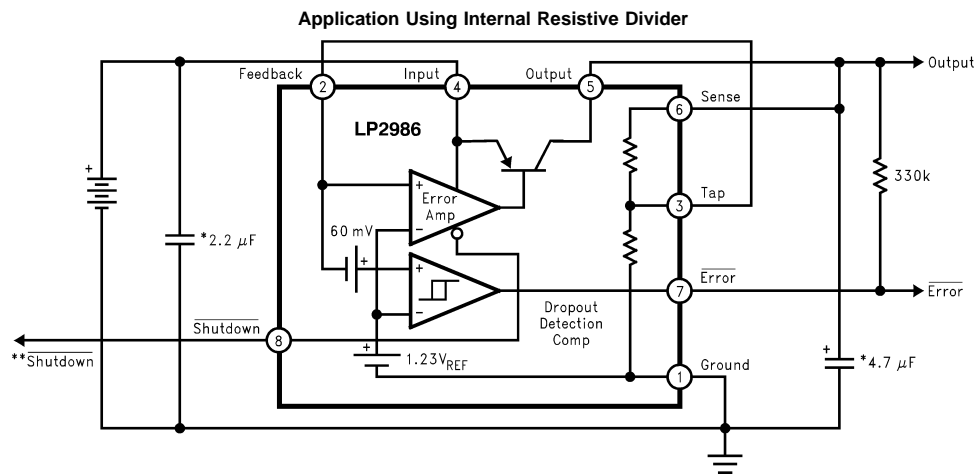 Application Using Internal Resistive Divider
Feedback
Input
Output
Output
2
4
5
6
Sense
LP2986
+
330k
+
Error
Amp
3
Tap
60 mV
−
*2.2 μF
+
+
Error
7
Error
Shutdown
−
Dropout
Detection
Comp
8
**Shutdown
+
1.23VREF
Ground
1
+
*4.7 μF